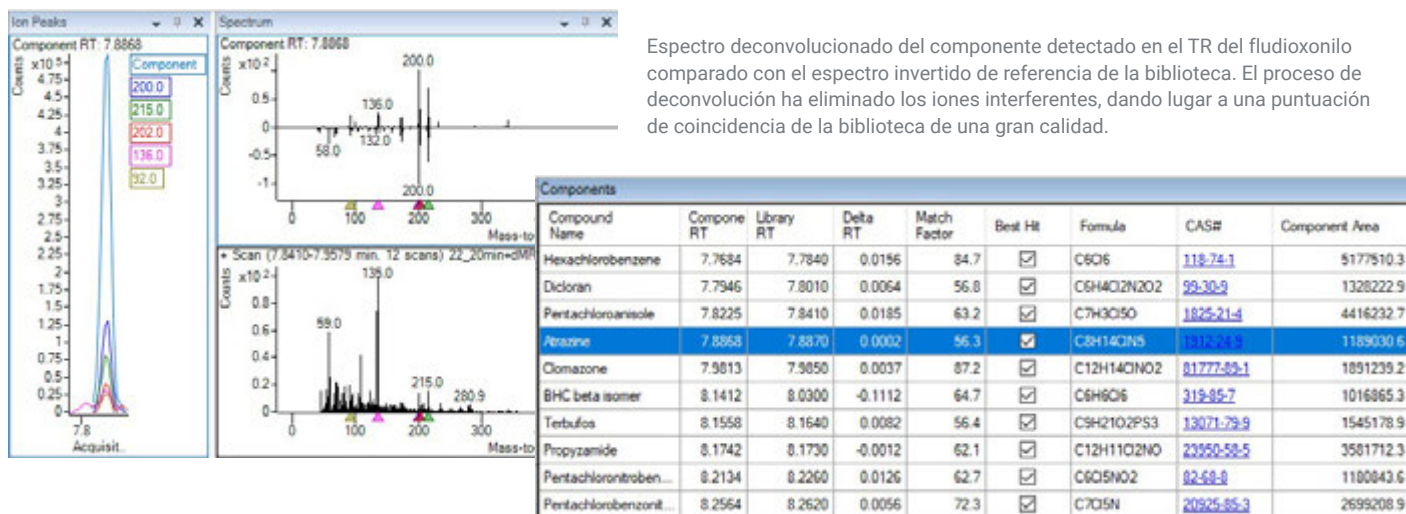 Ion Peaks
Component RT: 7.8868
Counts
x10 5
4.75
4.5
4.25
4
3.75
3.5
3.25
3
2.75
2.5
2.25
2
1.75
1.5
1.25
1
0.75
0.5
0.25
0
7.8
Acquisit..
Component
200.0
215.0
202.0
136.0
92.0
Spectrum
Component RT: 7.8868
Counts
x10 2
0.5
0
-0.5
-1
200.0
136.0
58.0
132.0
200.0
0 100 200 300
Mass-to
+ Scan (7.8410-7.9579 min. 12 scans) 22_20min+dMR
Counts
x10 2
0.8
0.6
0.4
0.2
0
135.0
59.0
215.0
280.9
0 100 200 300
Mass-to
Espectro deconvolucionado del componente detectado en el TR del fludioxonilo
comparado con el espectro invertido de referencia de la biblioteca. El proceso de
deconvolución ha eliminado los iones interferentes, dando lugar a una puntuación
de coincidencia de la biblioteca de una gran calidad.
Components
Compound Name Compone RT Library RT Delta RT Match Factor Best Hit Formula CAS# Component Area
Hexachlorobenzene 7.7684 7.7840 0.0156 84.7 C6Cl6 118-74-1 5177510.3
Dicloran 7.7946 7.8010 0.0064 56.8 C6H4Cl2N2O2 99-30-9 1328222.9
Pentachloroanisole 7.8225 7.8410 0.0185 63.2 C7H3Cl5O 1825-21-4 4416232.7
Atrazine 7.8868 7.8870 0.0002 56.3 C8H14ClN5 1912-24-9 1189030.6
Clomazone 7.9813 7.9850 0.0037 87.2 C12H14ClNO2 81777-89-1 1891239.2
BHC beta isomer 8.1412 8.0300 -0.1112 64.7 C6H6Cl6 319-85-7 1016865.3
Terbufos 8.1558 8.1640 0.0082 56.4 C9H21O2PS3 13071-79-9 1545178.9
Propyzamide 8.1742 8.1730 -0.0012 62.1 C12H11Cl2NO 23950-58-5 3581712.3
Pentachloronitroben... 8.2134 8.2260 0.0126 62.7 C6Cl5NO2 82-68-8 1180843.6
Pentachlorobenzonit... 8.2564 8.2620 0.0056 72.3 C7Cl5N 20925-85-3 2699208.9